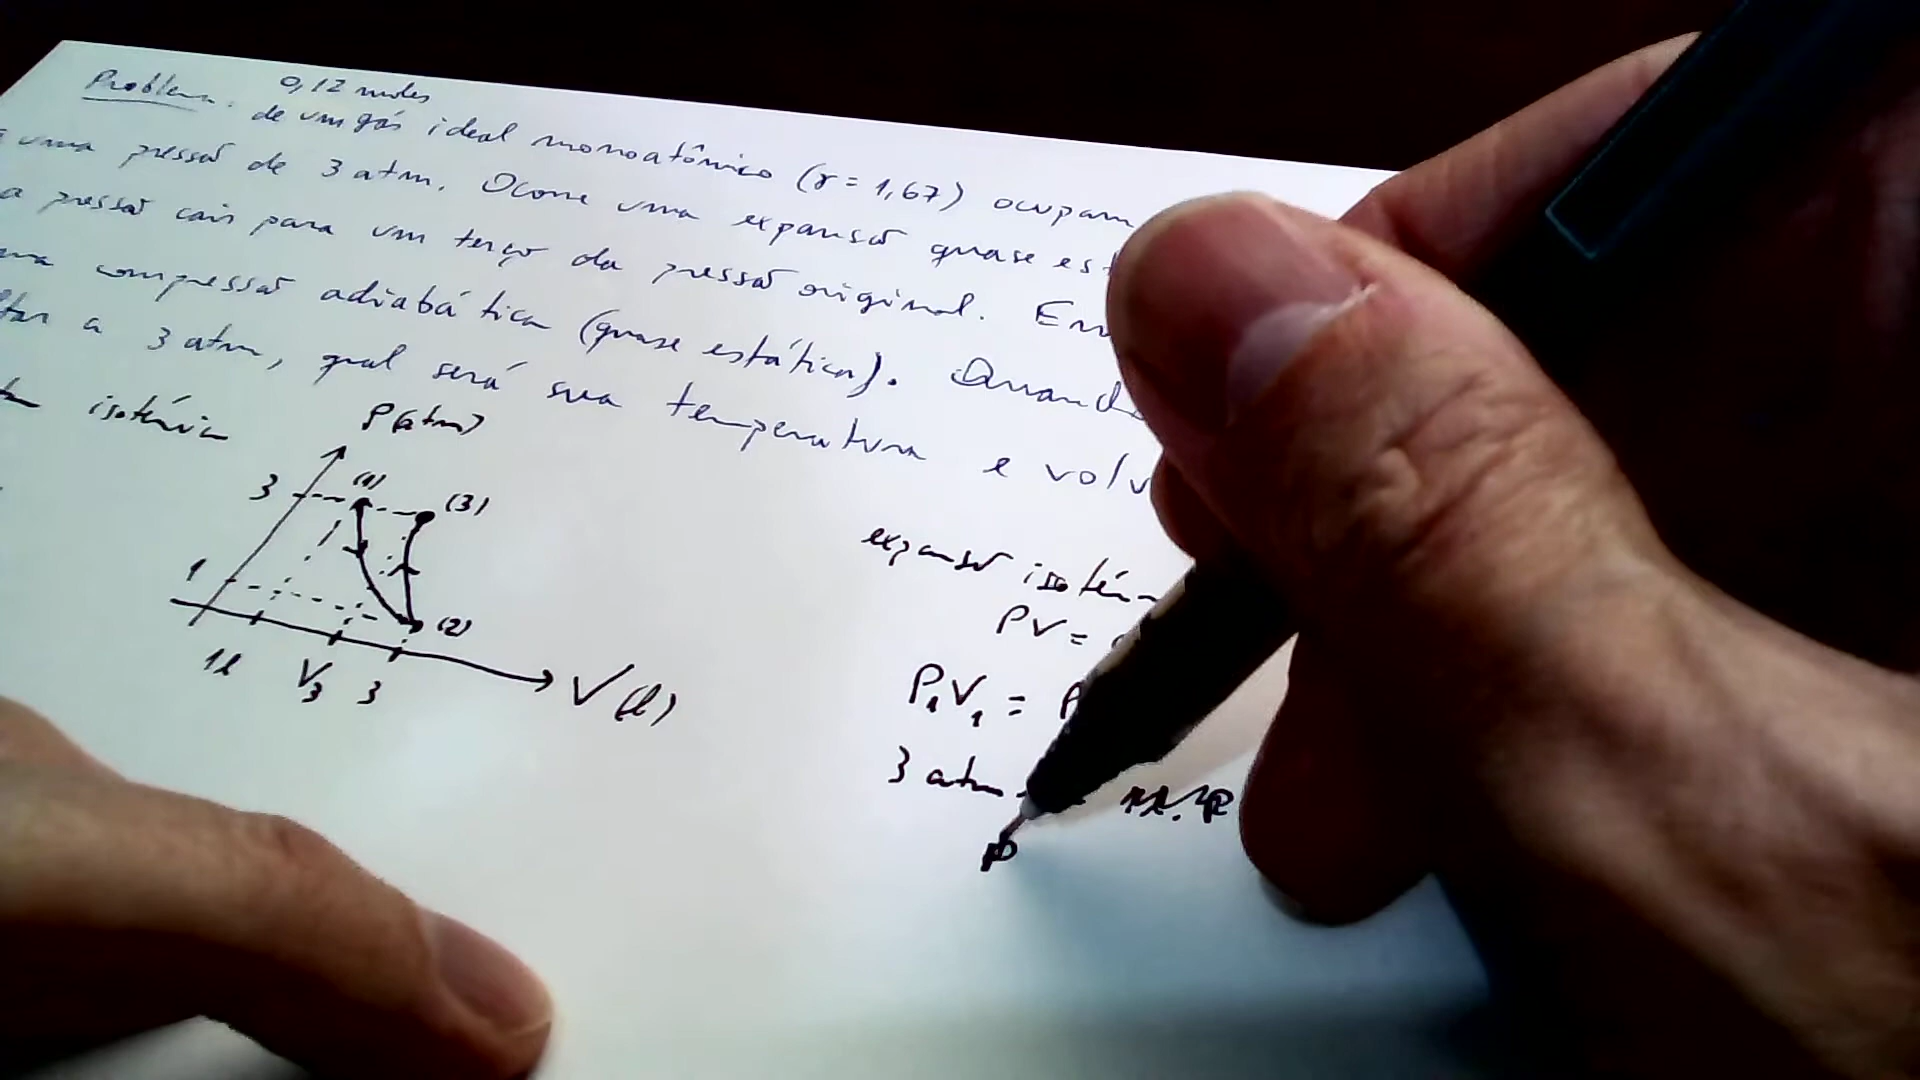 Problema: 0,12 moles
de um gás ideal monoatômico (γ = 1,67) ocupam
uma pressão de 3 atm. Ocorre uma expansão quase est
a pressão cair para um terço da pressão original. Em
ma compressão adiabática (quase estática). Quando
ltar a 3 atm, qual será sua temperatura e volu
isotérmica
P(atm)
3
(1)
(3)
1
(2)
1l
V₃
3
V(l)
expansão isotérm
PV =
P₁V₁ = P
3 atm